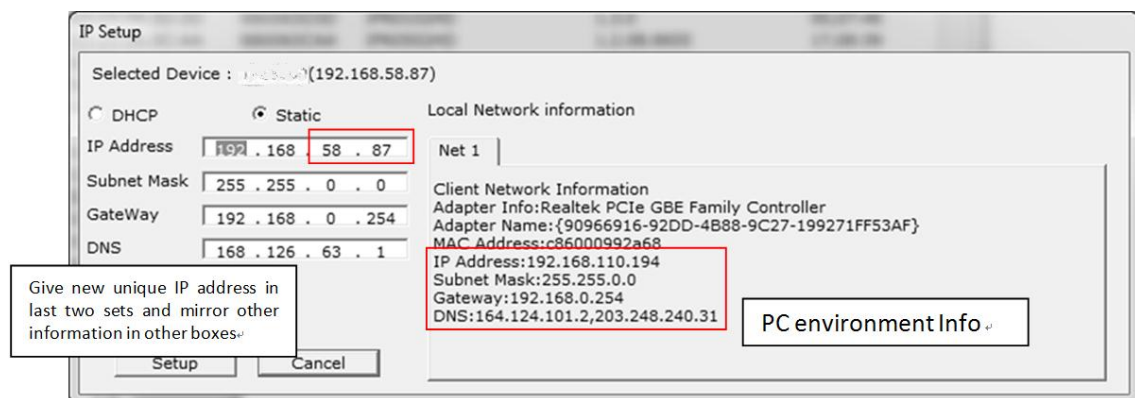 IP Setup
Selected Device : (192.168.58.87)
DHCP Static
IP Address 192 . 168 . 58 . 87
Subnet Mask 255 . 255 . 0 . 0
GateWay 192 . 168 . 0 . 254
DNS 168 . 126 . 63 . 1
Give new unique IP address in
last two sets and mirror other
information in other boxes
Setup Cancel
Local Network information
Net 1
Client Network Information
Adapter Info:Realtek PCIe GBE Family Controller
Adapter Name:{90966916-92DD-4B88-9C27-199271FF53AF}
MAC Address:c86000992a68
IP Address:192.168.110.194
Subnet Mask:255.255.0.0
Gateway:192.168.0.254
DNS:164.124.101.2,203.248.240.31
PC environment Info